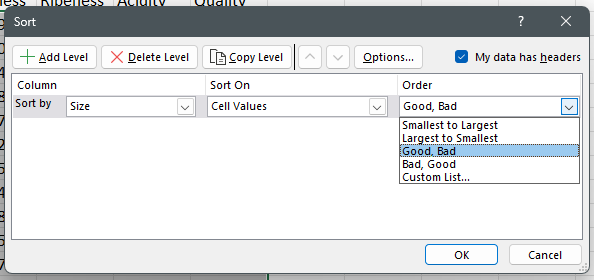 Ripeness Acidity Quality
Sort
Add Level Delete Level Copy Level Options... My data has headers
Column Sort On Order
Sort by Size Cell Values Good, Bad
Smallest to Largest
Largest to Smallest
Good, Bad
Bad, Good
Custom List...
OK Cancel